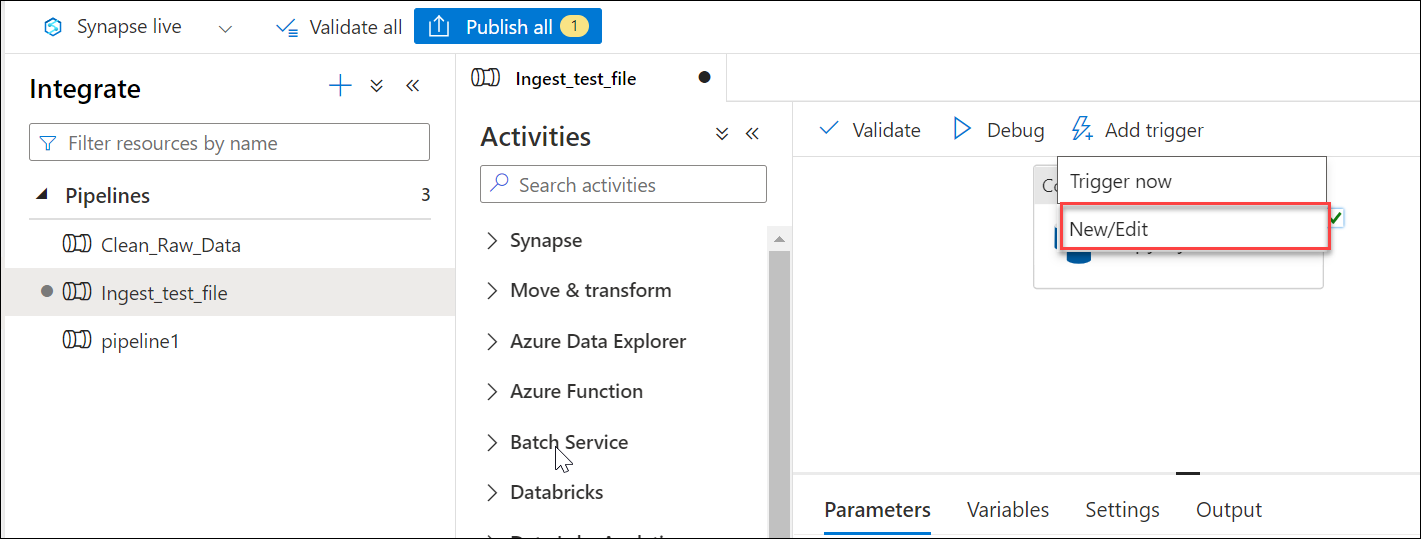 Synapse live
Validate all
Publish all 1
Integrate
Filter resources by name
Pipelines 3
Clean_Raw_Data
Ingest_test_file
pipeline1
Ingest_test_file
Activities
Search activities
Synapse
Move & transform
Azure Data Explorer
Azure Function
Batch Service
Databricks
Validate
Debug
Add trigger
Trigger now
New/Edit
Parameters
Variables
Settings
Output